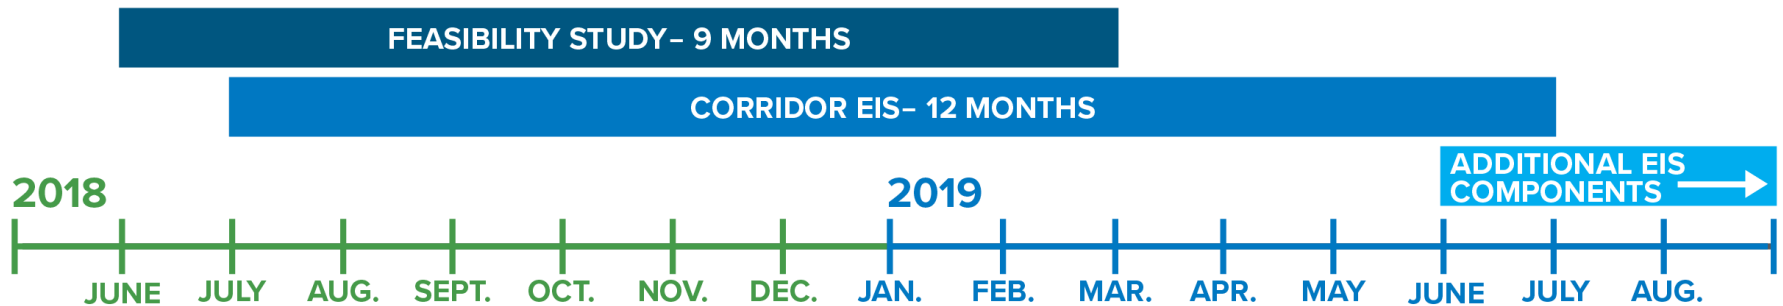 FEASIBILITY STUDY– 9 MONTHS
CORRIDOR EIS– 12 MONTHS
ADDITIONAL EIS
COMPONENTS
2018
2019
JUNE
JULY
AUG.
SEPT.
OCT.
NOV.
DEC.
JAN.
FEB.
MAR.
APR.
MAY
JUNE
JULY
AUG.